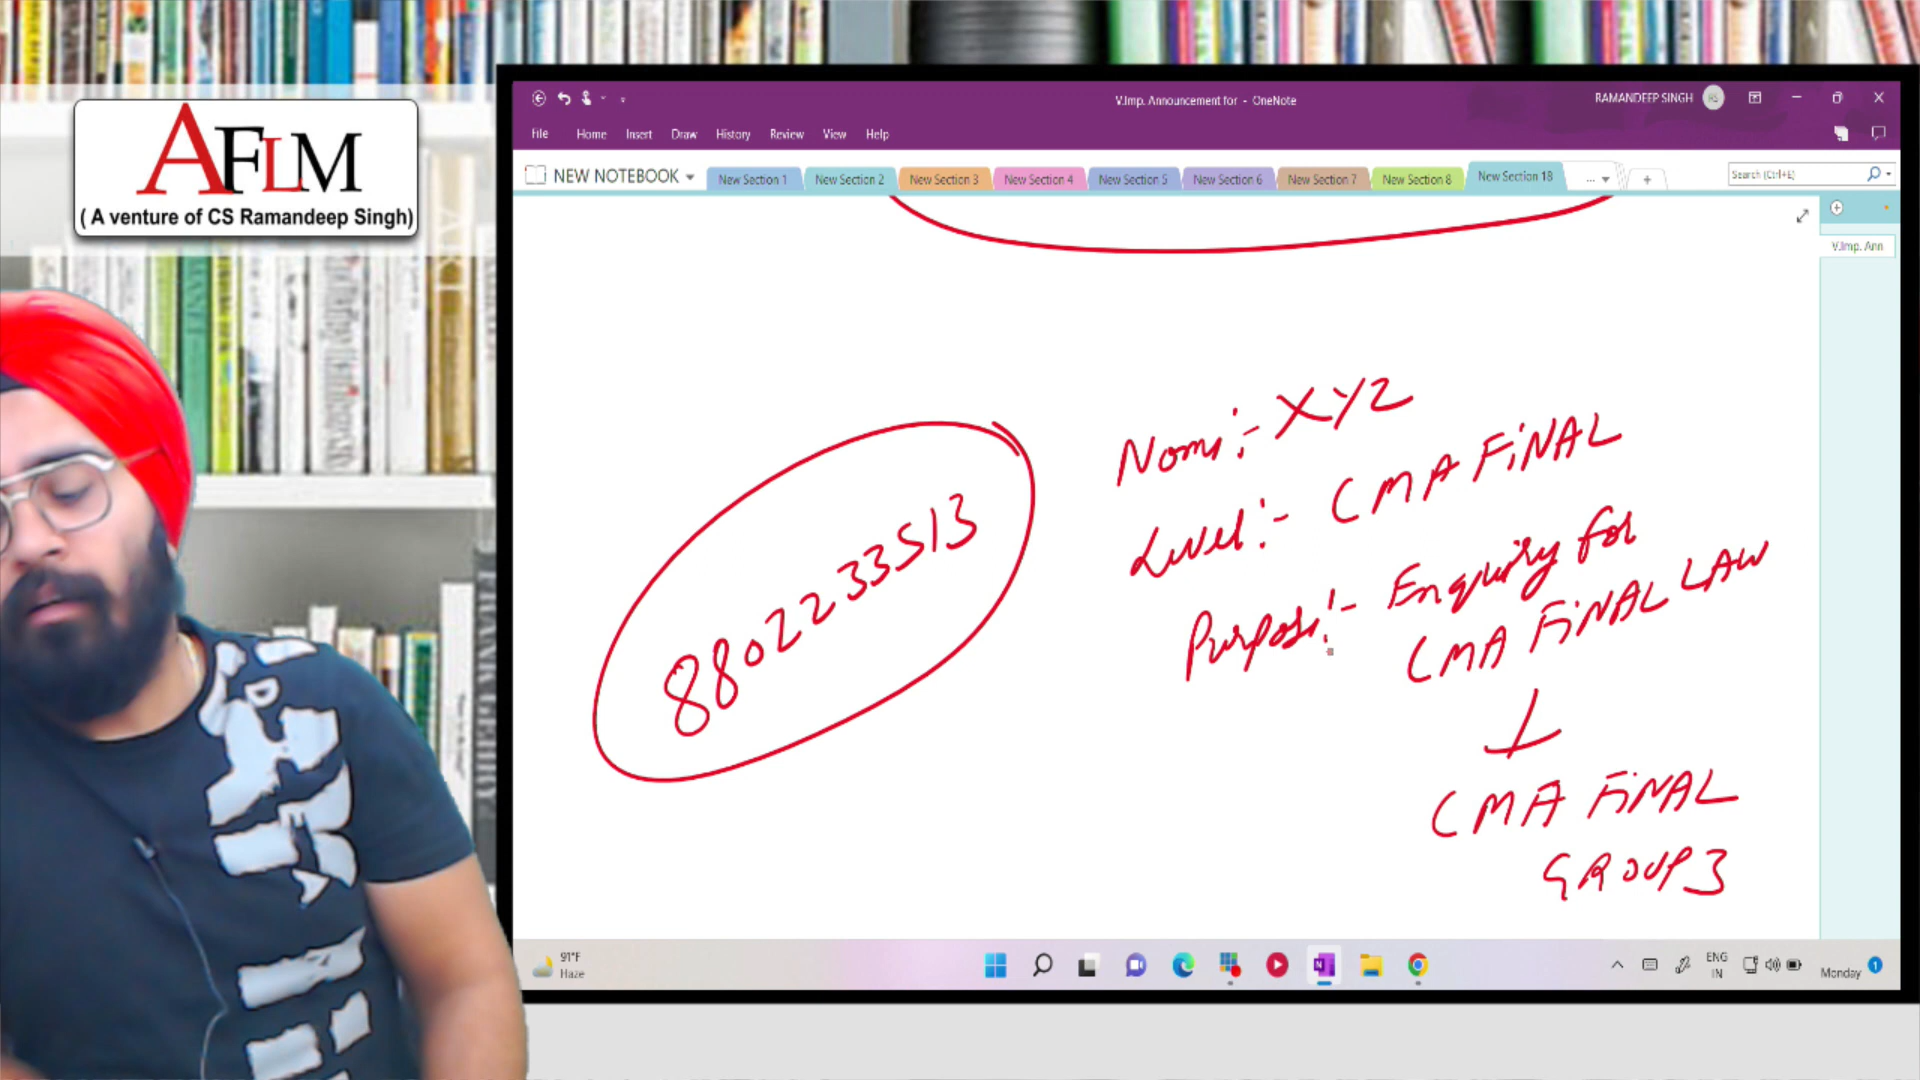 AFLM
( A venture of CS Ramandeep Singh)
V.Imp. Announcement for - OneNote
RAMANDEEP SINGH
RS
File Home Insert Draw History Review View Help
NEW NOTEBOOK
New Section 1 New Section 2 New Section 3 New Section 4 New Section 5 New Section 6 New Section 7 New Section 8 New Section 18 ...
Search (Ctrl+E)
V.Imp. Ann
8802233513
Name:- XYZ
Level:- CMA FiNAL
Purpose:- Enquiry for
CMA FiNAL LAW
CMA FiNAL
GROUP 3
91°F
Haze
ENG
IN
Monday
1